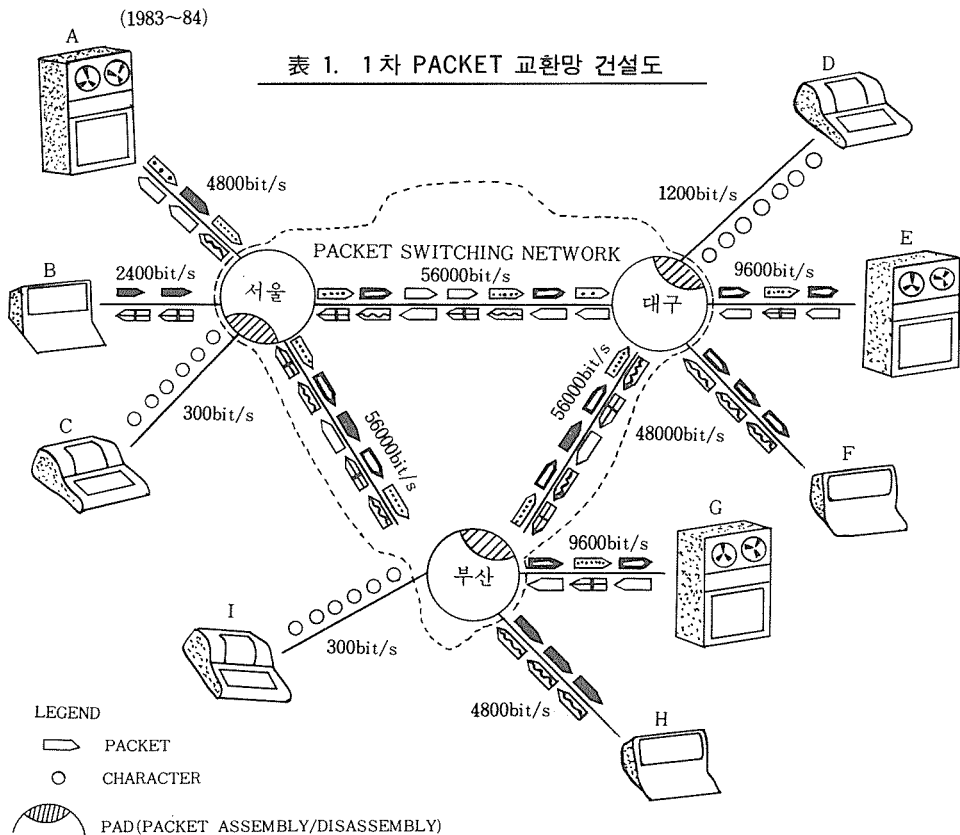 (1983~84)
表 1. 1차 PACKET 교환망 건설도
A
D
4800bit/s
1200bit/s
PACKET SWITCHING NETWORK
B
E
2400bit/s
56000bit/s
9600bit/s
서울
대구
C
300bit/s
56000bit/s
56000bit/s
48000bit/s
F
G
9600bit/s
부산
I
300bit/s
4800bit/s
H
LEGEND
PACKET
CHARACTER
PAD(PACKET ASSEMBLY/DISASSEMBLY)